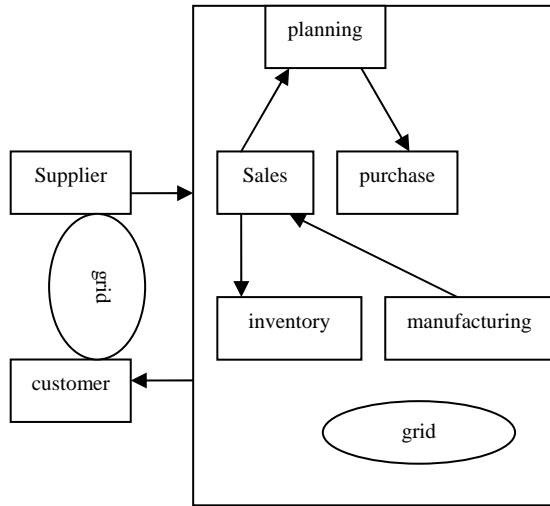 planning
Supplier
Sales
purchase
grid
inventory
manufacturing
customer
grid